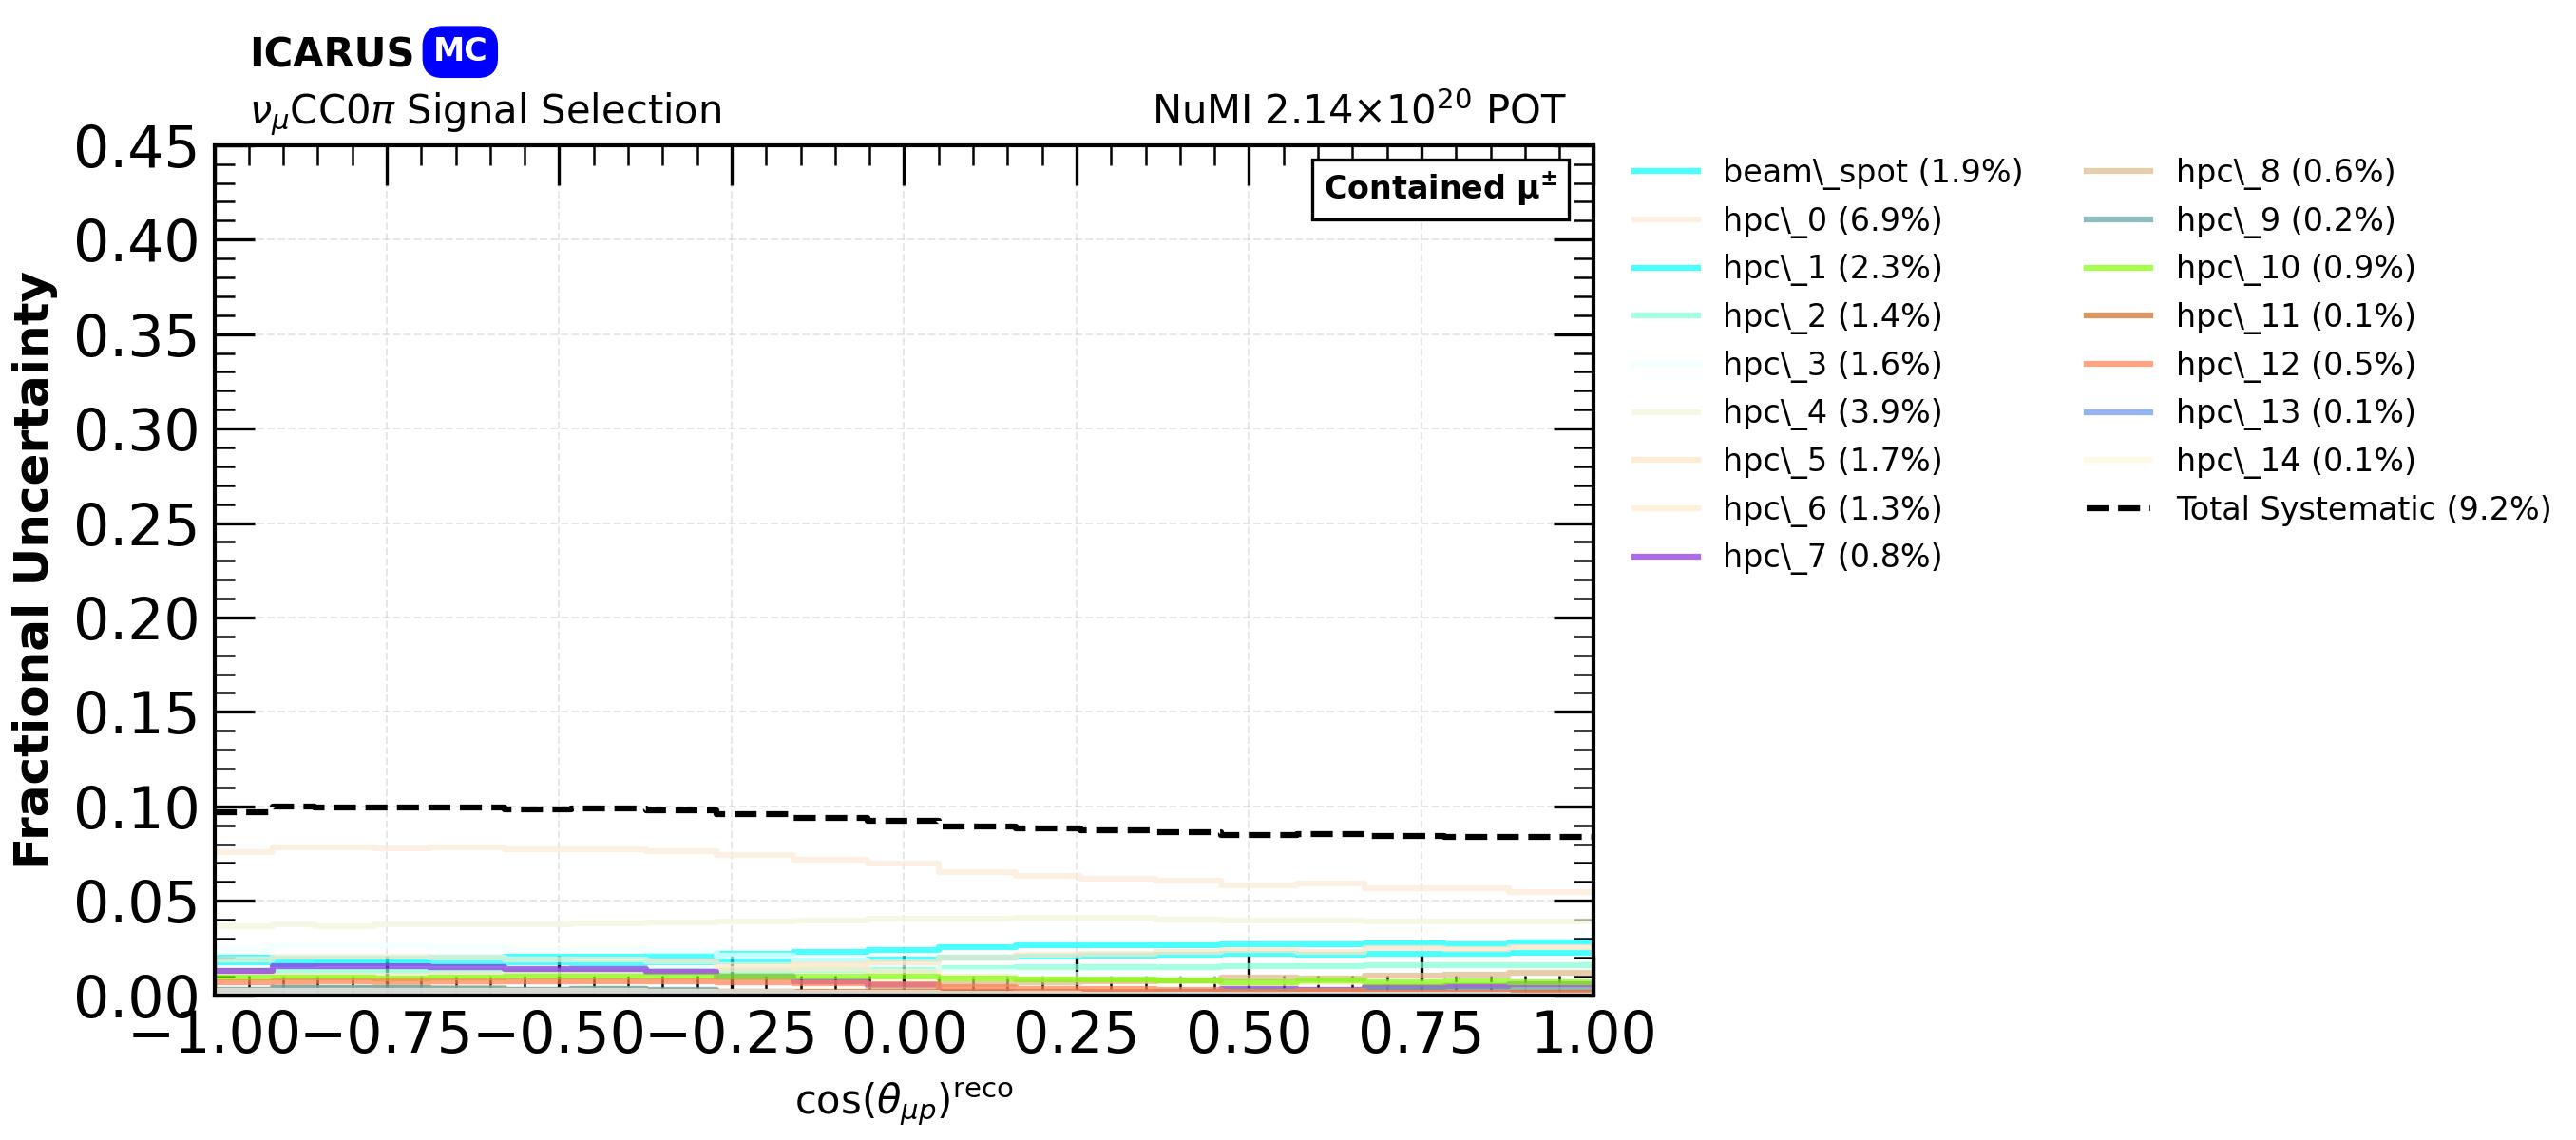 ICARUS MC
νμCC0π Signal Selection
NuMI 2.14×10²⁰ POT
Contained μ±
Fractional Uncertainty
0.45
0.40
0.35
0.30
0.25
0.20
0.15
0.10
0.05
0.00
−1.00 −0.75 −0.50 −0.25 0.00 0.25 0.50 0.75 1.00
cos(θμp)reco
beam\_spot (1.9%)
hpc\_0 (6.9%)
hpc\_1 (2.3%)
hpc\_2 (1.4%)
hpc\_3 (1.6%)
hpc\_4 (3.9%)
hpc\_5 (1.7%)
hpc\_6 (1.3%)
hpc\_7 (0.8%)
hpc\_8 (0.6%)
hpc\_9 (0.2%)
hpc\_10 (0.9%)
hpc\_11 (0.1%)
hpc\_12 (0.5%)
hpc\_13 (0.1%)
hpc\_14 (0.1%)
Total Systematic (9.2%)